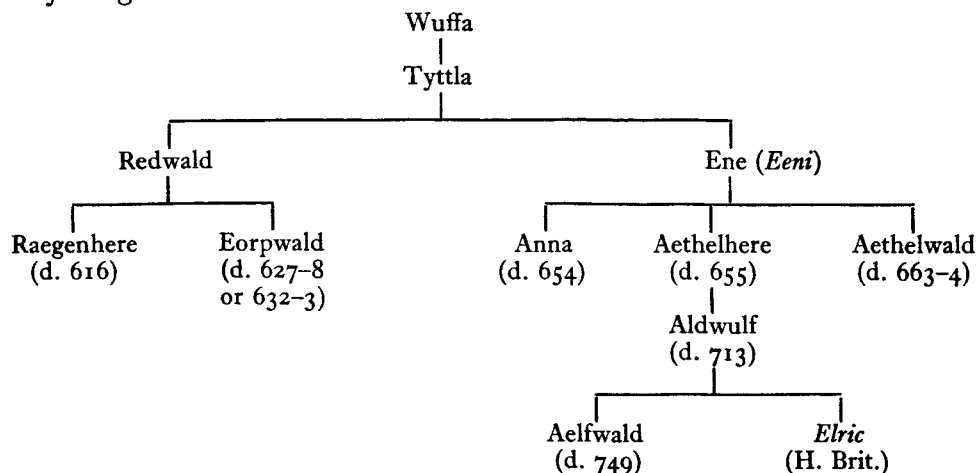 Wuffa
Tyttla
Redwald Ene (Eeni)
Raegenhere Eorpwald Anna Aethelhere Aethelwald
(d. 616) (d. 627–8 (d. 654) (d. 655) (d. 663–4)
or 632–3)
Aldwulf
(d. 713)
Aelfwald Elric
(d. 749) (H. Brit.)